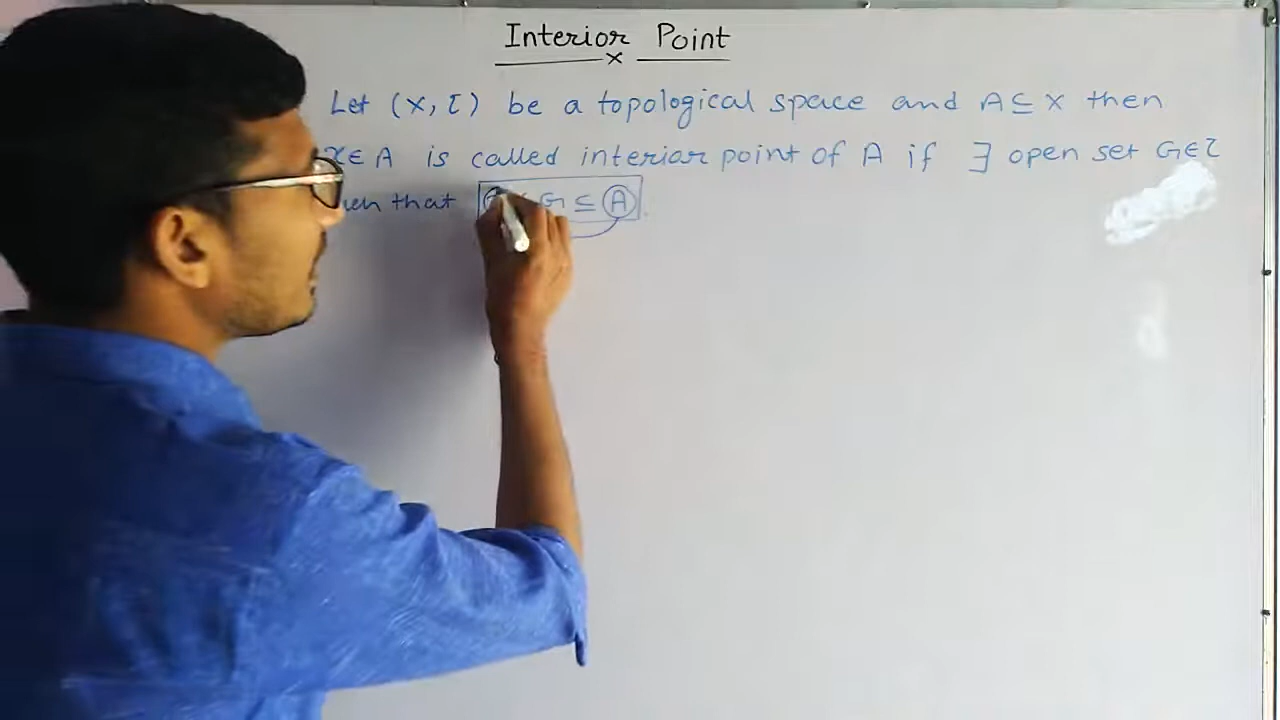 Interior Point
Let (X, τ) be a topological space and A ⊆ X then
x ∈ A is called interior point of A if ∃ open set G ∈ τ
that G ⊆ A